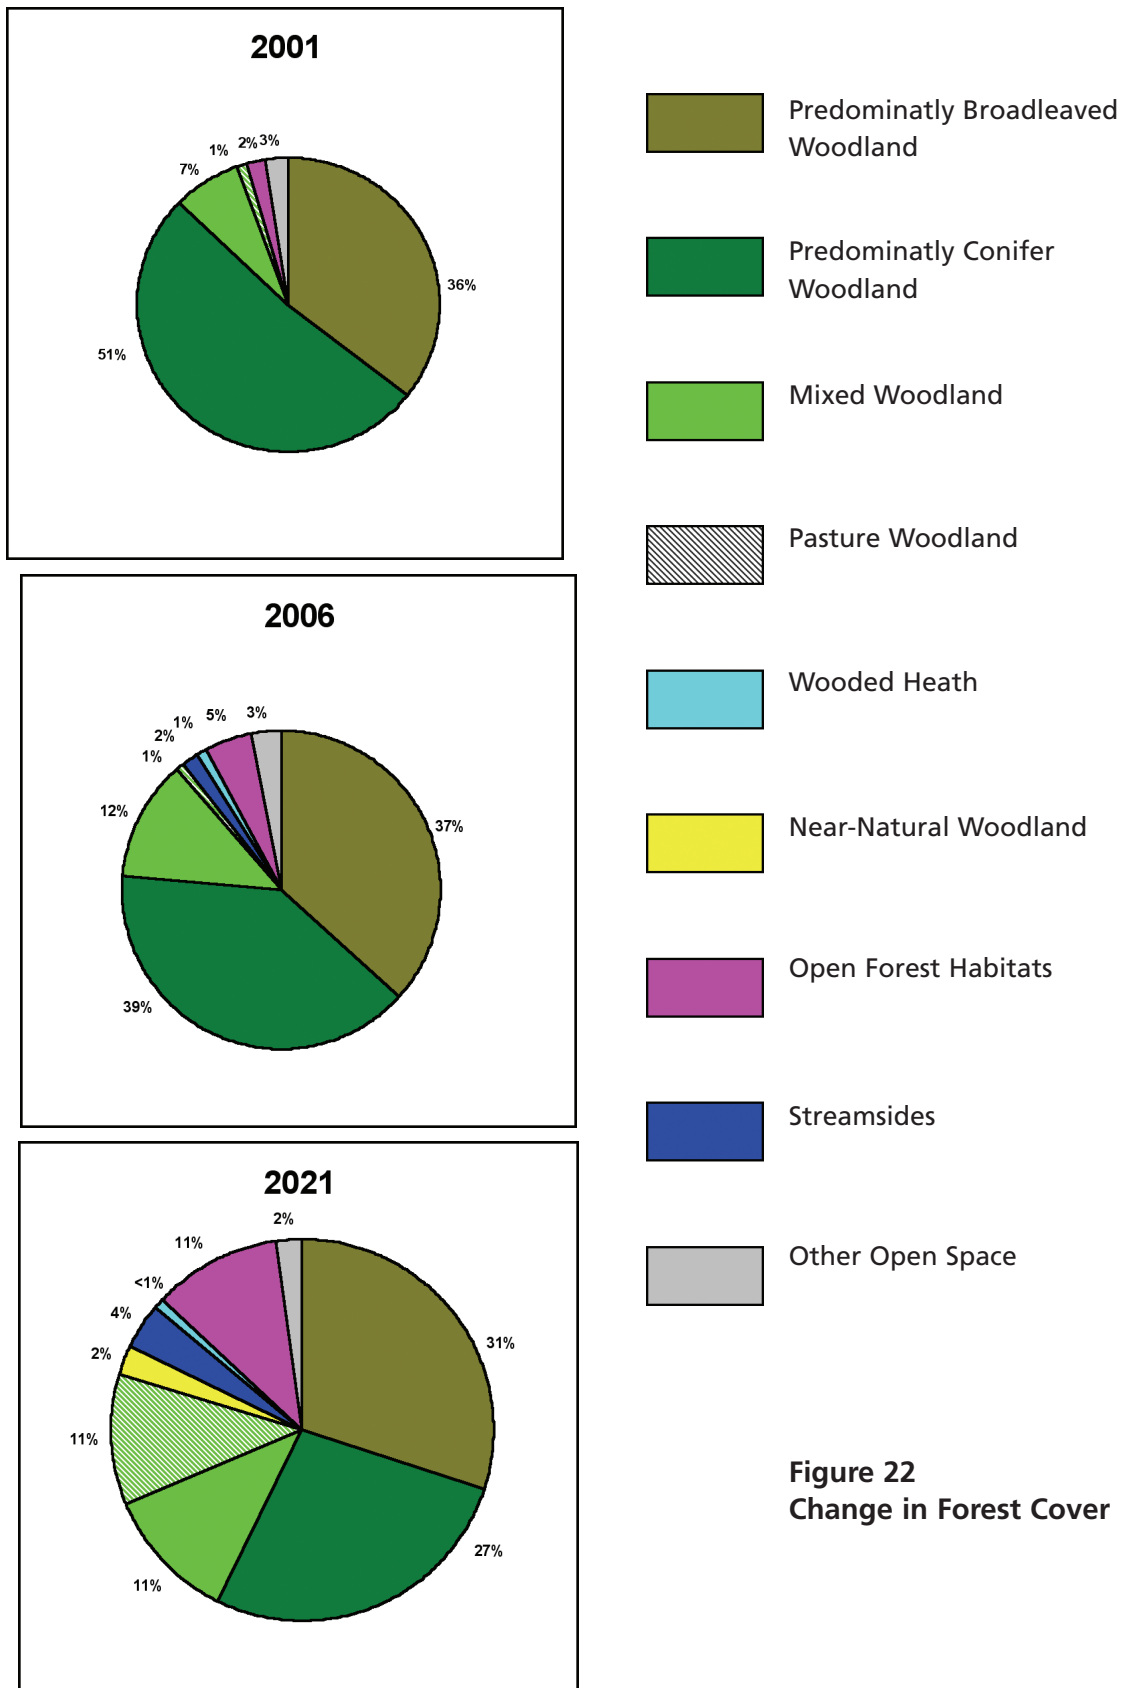 2001
1%
2%
3%
7%
36%
51%
2006
1%
5%
3%
2%
1%
12%
37%
39%
2021
2%
11%
<1%
4%
31%
2%
11%
27%
11%
Predominatly Broadleaved
Woodland
Predominatly Conifer
Woodland
Mixed Woodland
Pasture Woodland
Wooded Heath
Near-Natural Woodland
Open Forest Habitats
Streamsides
Other Open Space
Figure 22
Change in Forest Cover